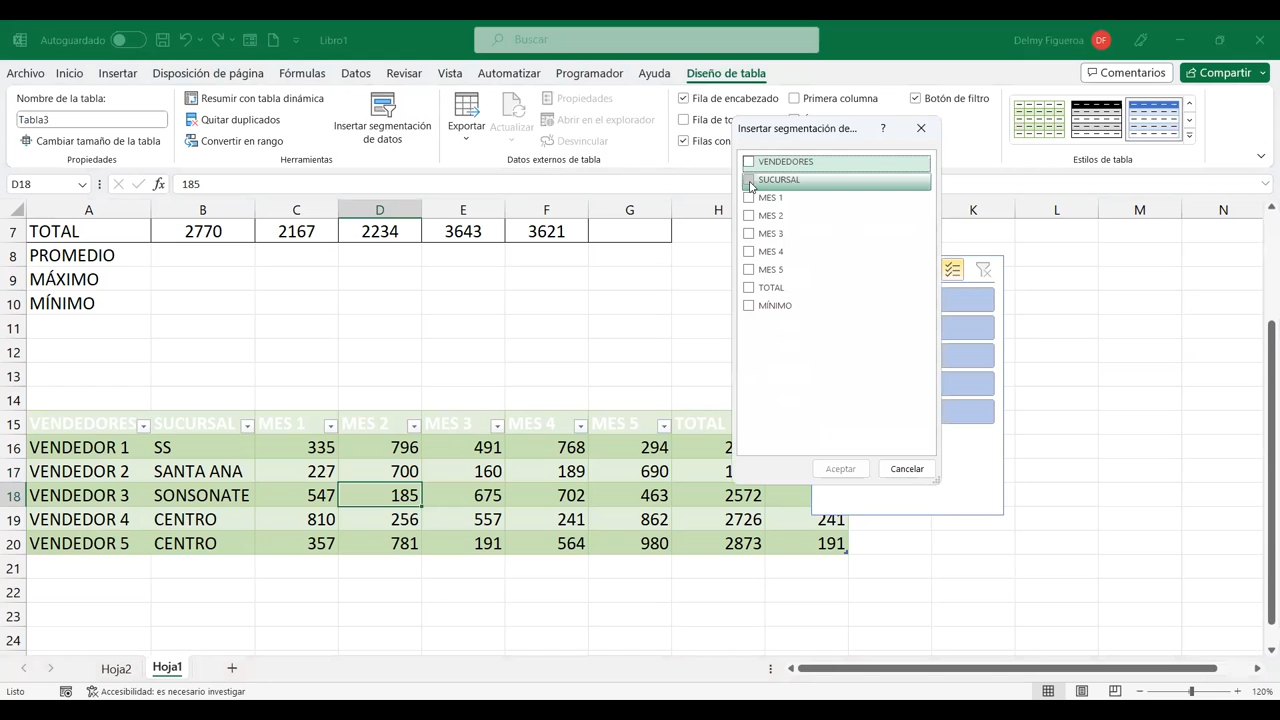 Autoguardado Libro1 Buscar Delmy Figueroa DF
Archivo Inicio Insertar Disposición de página Fórmulas Datos Revisar Vista Automatizar Programador Ayuda Diseño de tabla Comentarios Compartir
Nombre de la tabla:
Tabla3
Cambiar tamaño de la tabla
Propiedades
Resumir con tabla dinámica
Quitar duplicados
Convertir en rango
Insertar segmentación
de datos
Herramientas
Exportar
Actualizar
Propiedades
Abrir en el explorador
Desvincular
Datos externos de tabla
Fila de encabezado
Primera columna
Botón de filtro
Fila de to
Filas con
Estilos de tabla
Insertar segmentación de...
?
VENDEDORES
SUCURSAL
MES 1
MES 2
MES 3
MES 4
MES 5
TOTAL
MÍNIMO
Aceptar Cancelar
D18 fx 185
A B C D E F G H K L M N
7 TOTAL 2770 2167 2234 3643 3621
8 PROMEDIO
9 MÁXIMO
10 MÍNIMO
11
12
13
14
15 VENDEDORES SUCURSAL MES 1 MES 2 MES 3 MES 4 MES 5 TOTAL
16 VENDEDOR 1 SS 335 796 491 768 294 2
17 VENDEDOR 2 SANTA ANA 227 700 160 189 690 1
18 VENDEDOR 3 SONSONATE 547 185 675 702 463 2572
19 VENDEDOR 4 CENTRO 810 256 557 241 862 2726 241
20 VENDEDOR 5 CENTRO 357 781 191 564 980 2873 191
21
22
23
24
Hoja2 Hoja1
Listo Accesibilidad: es necesario investigar 120%